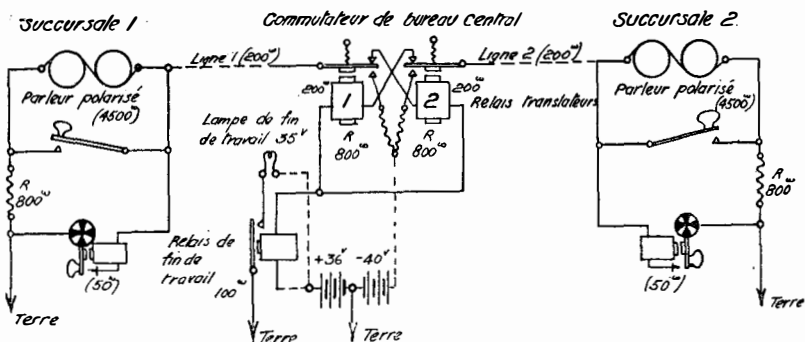 Succursale 1
Commutateur de bureau central
Succursale 2.
Ligne 1 (200ω)
Ligne 2 (200ω)
Parleur polarisé
(4500ω)
200ω
1
2
200ω
Relais translateurs
Parleur polarisé
(4500ω)
Lampe de fin
de travail 35v
R
800ω
R
800ω
R
800ω
R
800ω
Relais de
fin de
travail
100ω
+36v
-40v
(50ω)
(50ω)
Terre
Terre
Terre
Terre